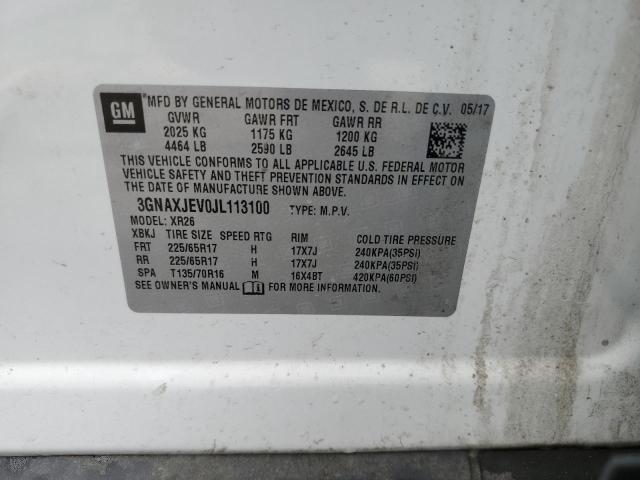 GM
MFD BY GENERAL MOTORS DE MEXICO, S. DE R.L. DE C.V. 05/17
GVWR GAWR FRT GAWR RR
2025 KG 1175 KG 1200 KG
4464 LB 2590 LB 2645 LB
THIS VEHICLE CONFORMS TO ALL APPLICABLE U.S. FEDERAL MOTOR
VEHICLE SAFETY AND THEFT PREVENTION STANDARDS IN EFFECT ON
THE DATE OF MANUFACTURE SHOWN ABOVE.
3GNAXJEV0JL113100 TYPE: M.P.V.
MODEL: XR26
XBKJ TIRE SIZE SPEED RTG RIM COLD TIRE PRESSURE
FRT 225/65R17 H 17X7J 240KPA(35PSI)
RR 225/65R17 H 17X7J 240KPA(35PSI)
SPA T135/70R16 M 16X4BT 420KPA(60PSI)
SEE OWNER'S MANUAL FOR MORE INFORMATION.